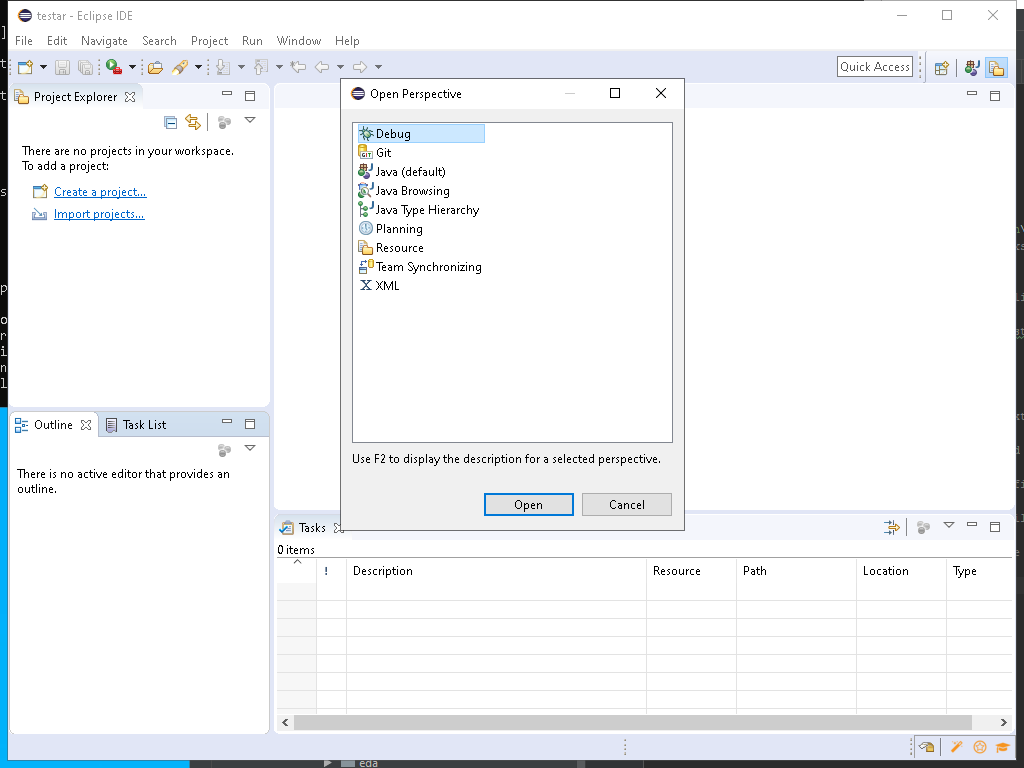 testar - Eclipse IDE
File Edit Navigate Search Project Run Window Help
Quick Access
Project Explorer
There are no projects in your workspace.
To add a project:
Create a project...
Import projects...
Outline
Task List
There is no active editor that provides an
outline.
Open Perspective
Debug
Git
Java (default)
Java Browsing
Java Type Hierarchy
Planning
Resource
Team Synchronizing
XML
Use F2 to display the description for a selected perspective.
Open
Cancel
Tasks
0 items
! Description Resource Path Location Type
eda